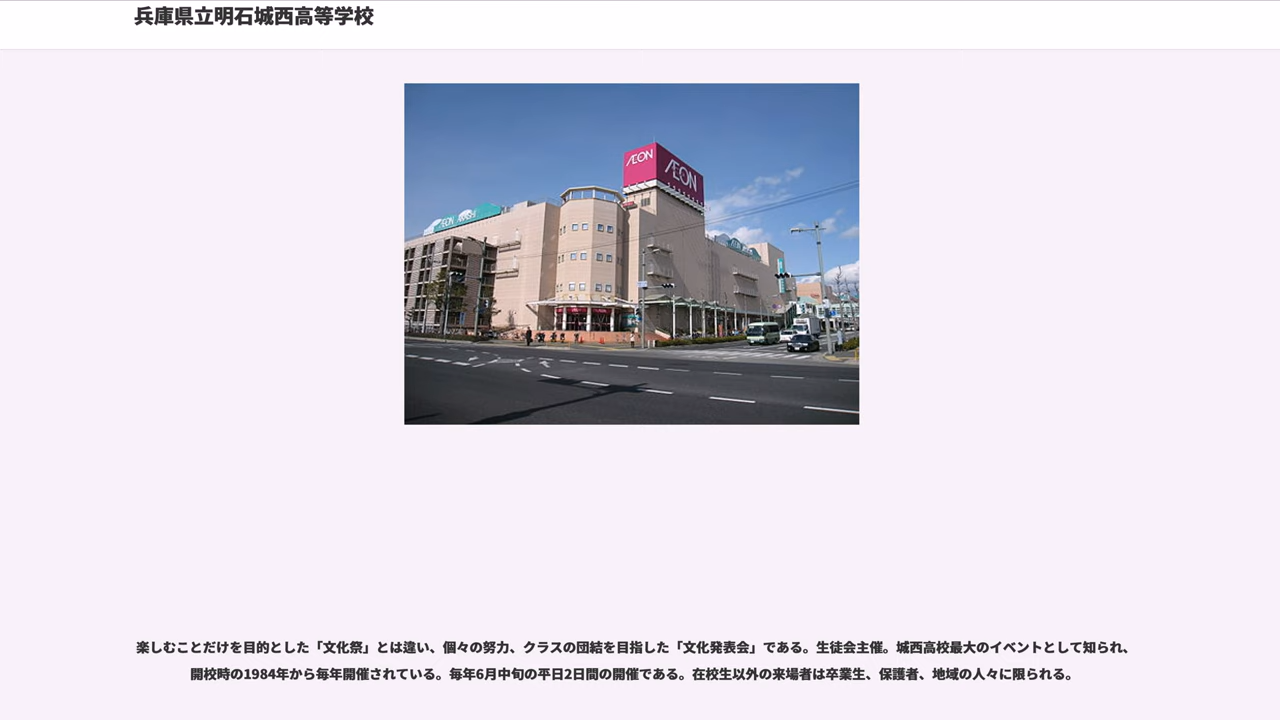 兵庫県立明石城西高等学校
ÆON
ÆON
ÆON AKASHI
楽しむことだけを目的とした「文化祭」とは違い、個々の努力、クラスの団結を目指した「文化発表会」である。生徒会主催。城西高校最大のイベントとして知られ、
開校時の1984年から毎年開催されている。毎年6月中旬の平日2日間の開催である。在校生以外の来場者は卒業生、保護者、地域の人々に限られる。